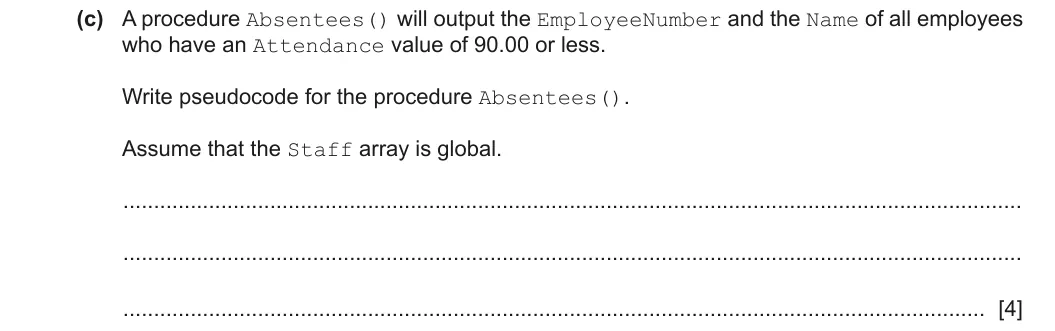 (c) A procedure Absentees() will output the EmployeeNumber and the Name of all employees
who have an Attendance value of 90.00 or less.
Write pseudocode for the procedure Absentees().
Assume that the Staff array is global.
[4]